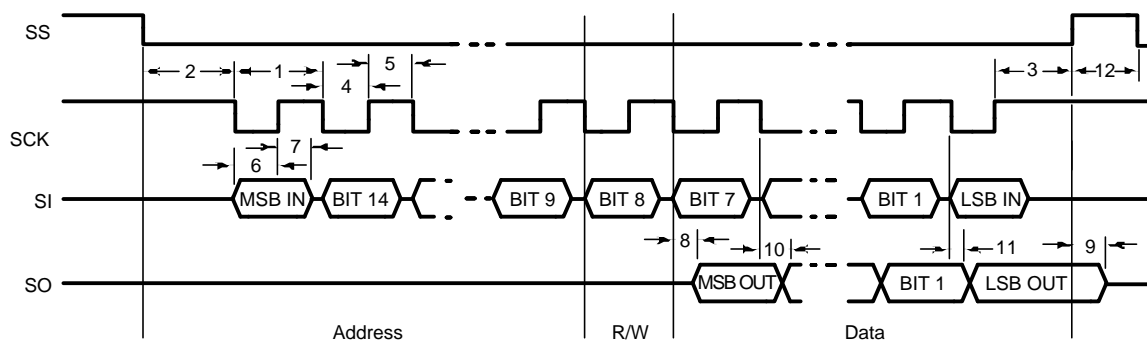 SS
5
2
1
4
3
12
SCK
7
6
SI
MSB IN
BIT 14
BIT 9
BIT 8
BIT 7
BIT 1
LSB IN
8
10
11
9
SO
MSB OUT
BIT 1
LSB OUT
Address
R/W
Data